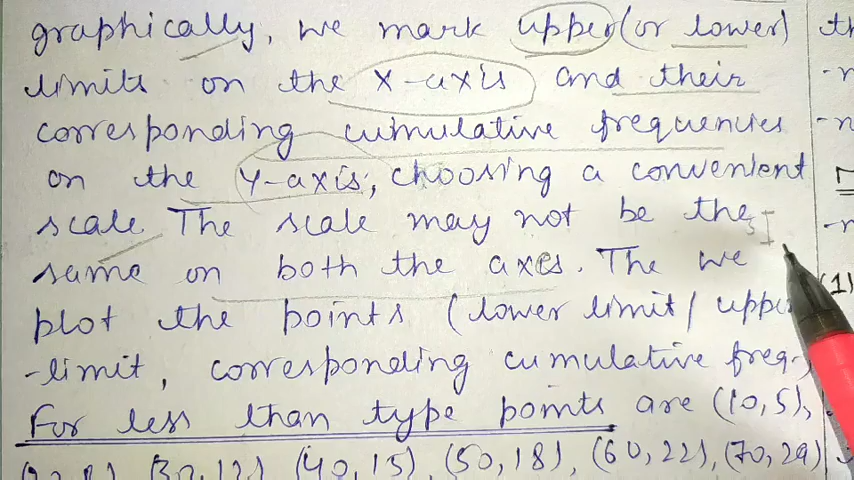 graphically, we mark upper (or lower)
limits on the x-axis and their
corresponding cumulative frequencies
on the Y-axis, choosing a convenient
scale. The scale may not be the
same on both the axes. The we
plot the points (lower limit/ upper
-limit, corresponding cumulative freq.,
For less than type points are (10,5),
(30,12) (40,15), (50,18), (60,22), (70,29)
(1)